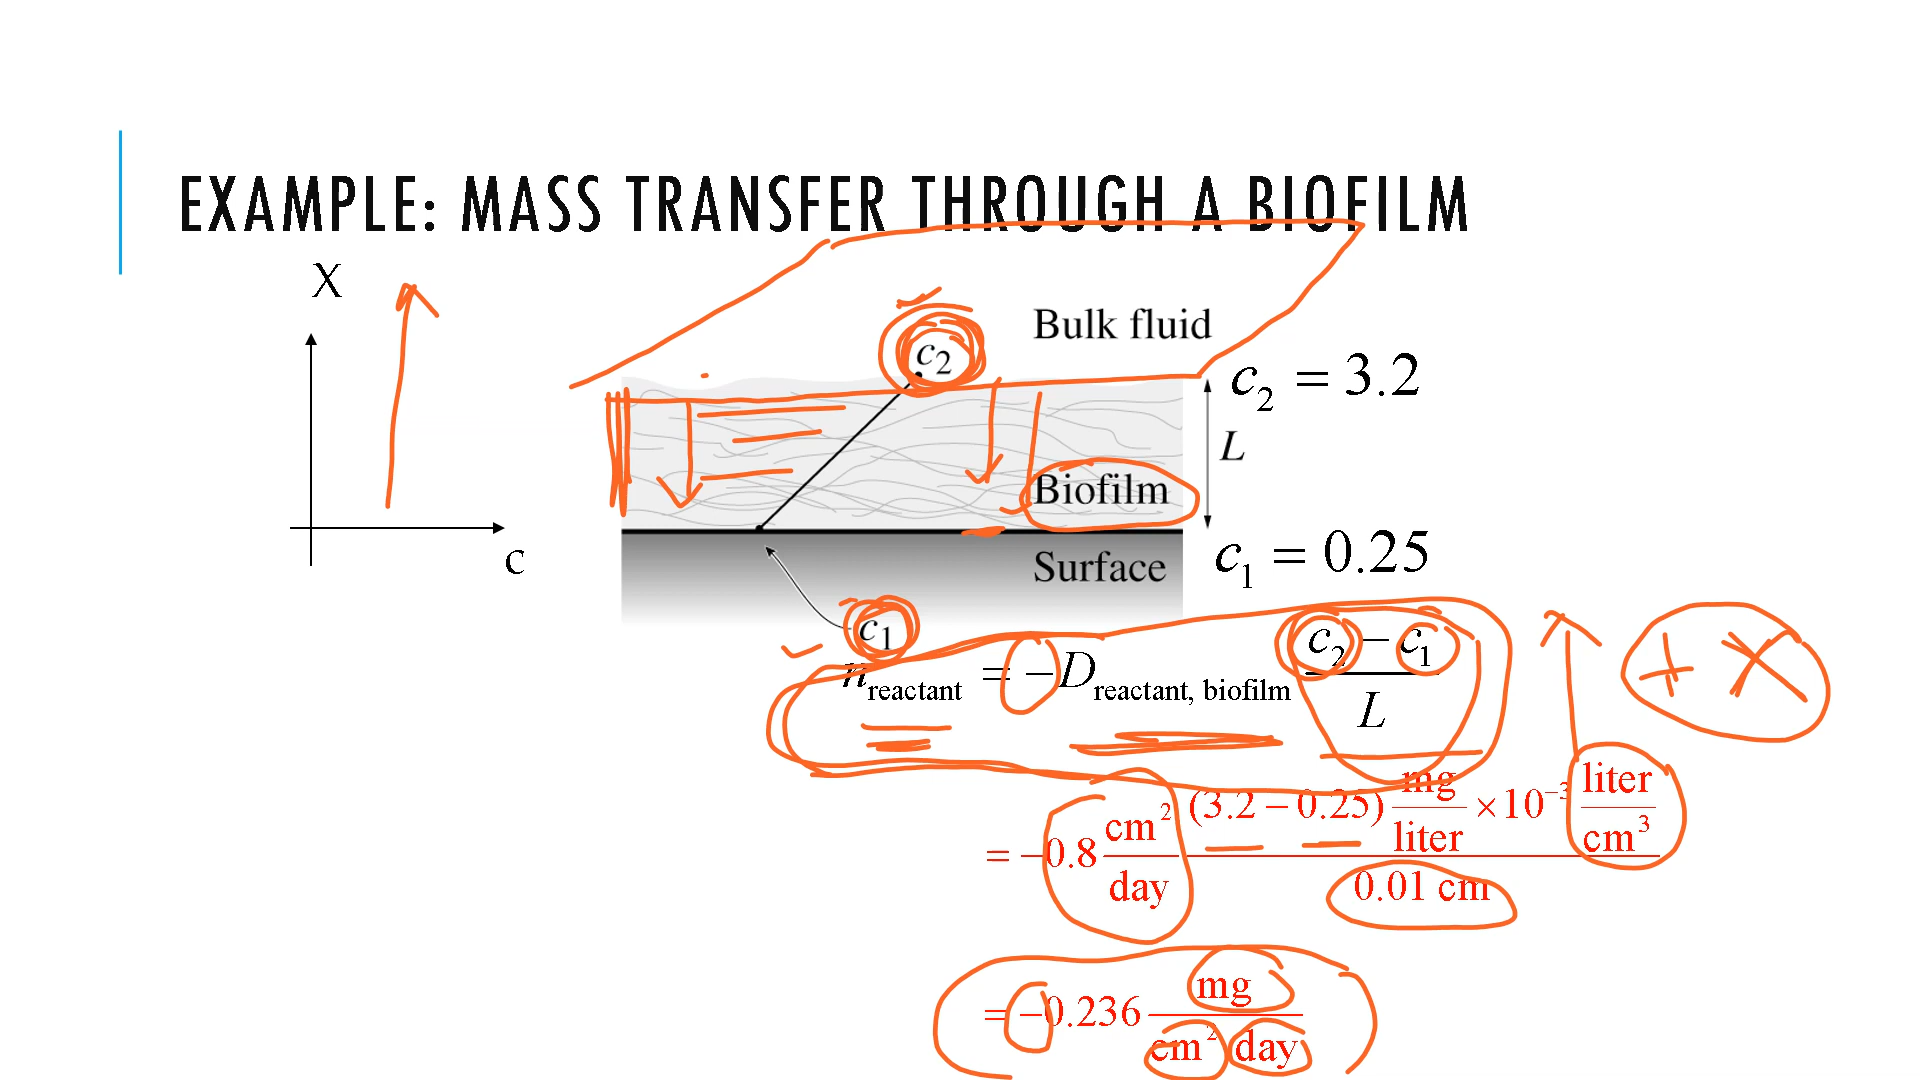 EXAMPLE: MASS TRANSFER THROUGH A BIOFILM
X
c
c₂
Bulk fluid
c₂ = 3.2
L
Biofilm
Surface
c₁ = 0.25
c₁
n_reactant = −D_reactant, biofilm (c₂ − c₁)/L
= −0.8 cm²/day (3.2 − 0.25) mg/liter ×10⁻³ liter/cm³ / 0.01 cm
= −0.236 mg/cm² day
+ X